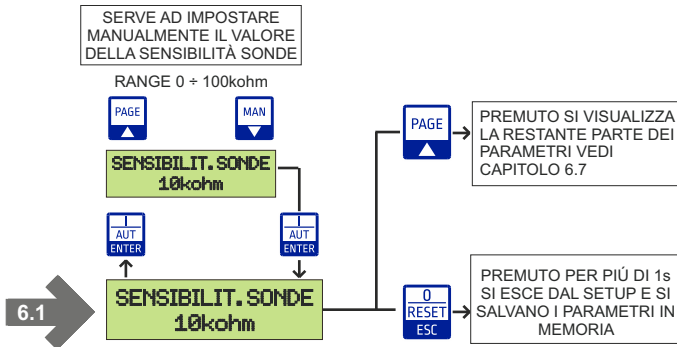 SERVE AD IMPOSTARE
MANUALMENTE IL VALORE
DELLA SENSIBILITÀ SONDE
RANGE 0 ÷ 100kohm
PAGE
MAN
SENSIBILIT.SONDE
10kohm
I
AUT
ENTER
I
AUT
ENTER
6.1
SENSIBILIT.SONDE
10kohm
PAGE
PREMUTO SI VISUALIZZA
LA RESTANTE PARTE DEI
PARAMETRI VEDI
CAPITOLO 6.7
0
RESET
ESC
PREMUTO PER PIÚ DI 1s
SI ESCE DAL SETUP E SI
SALVANO I PARAMETRI IN
MEMORIA